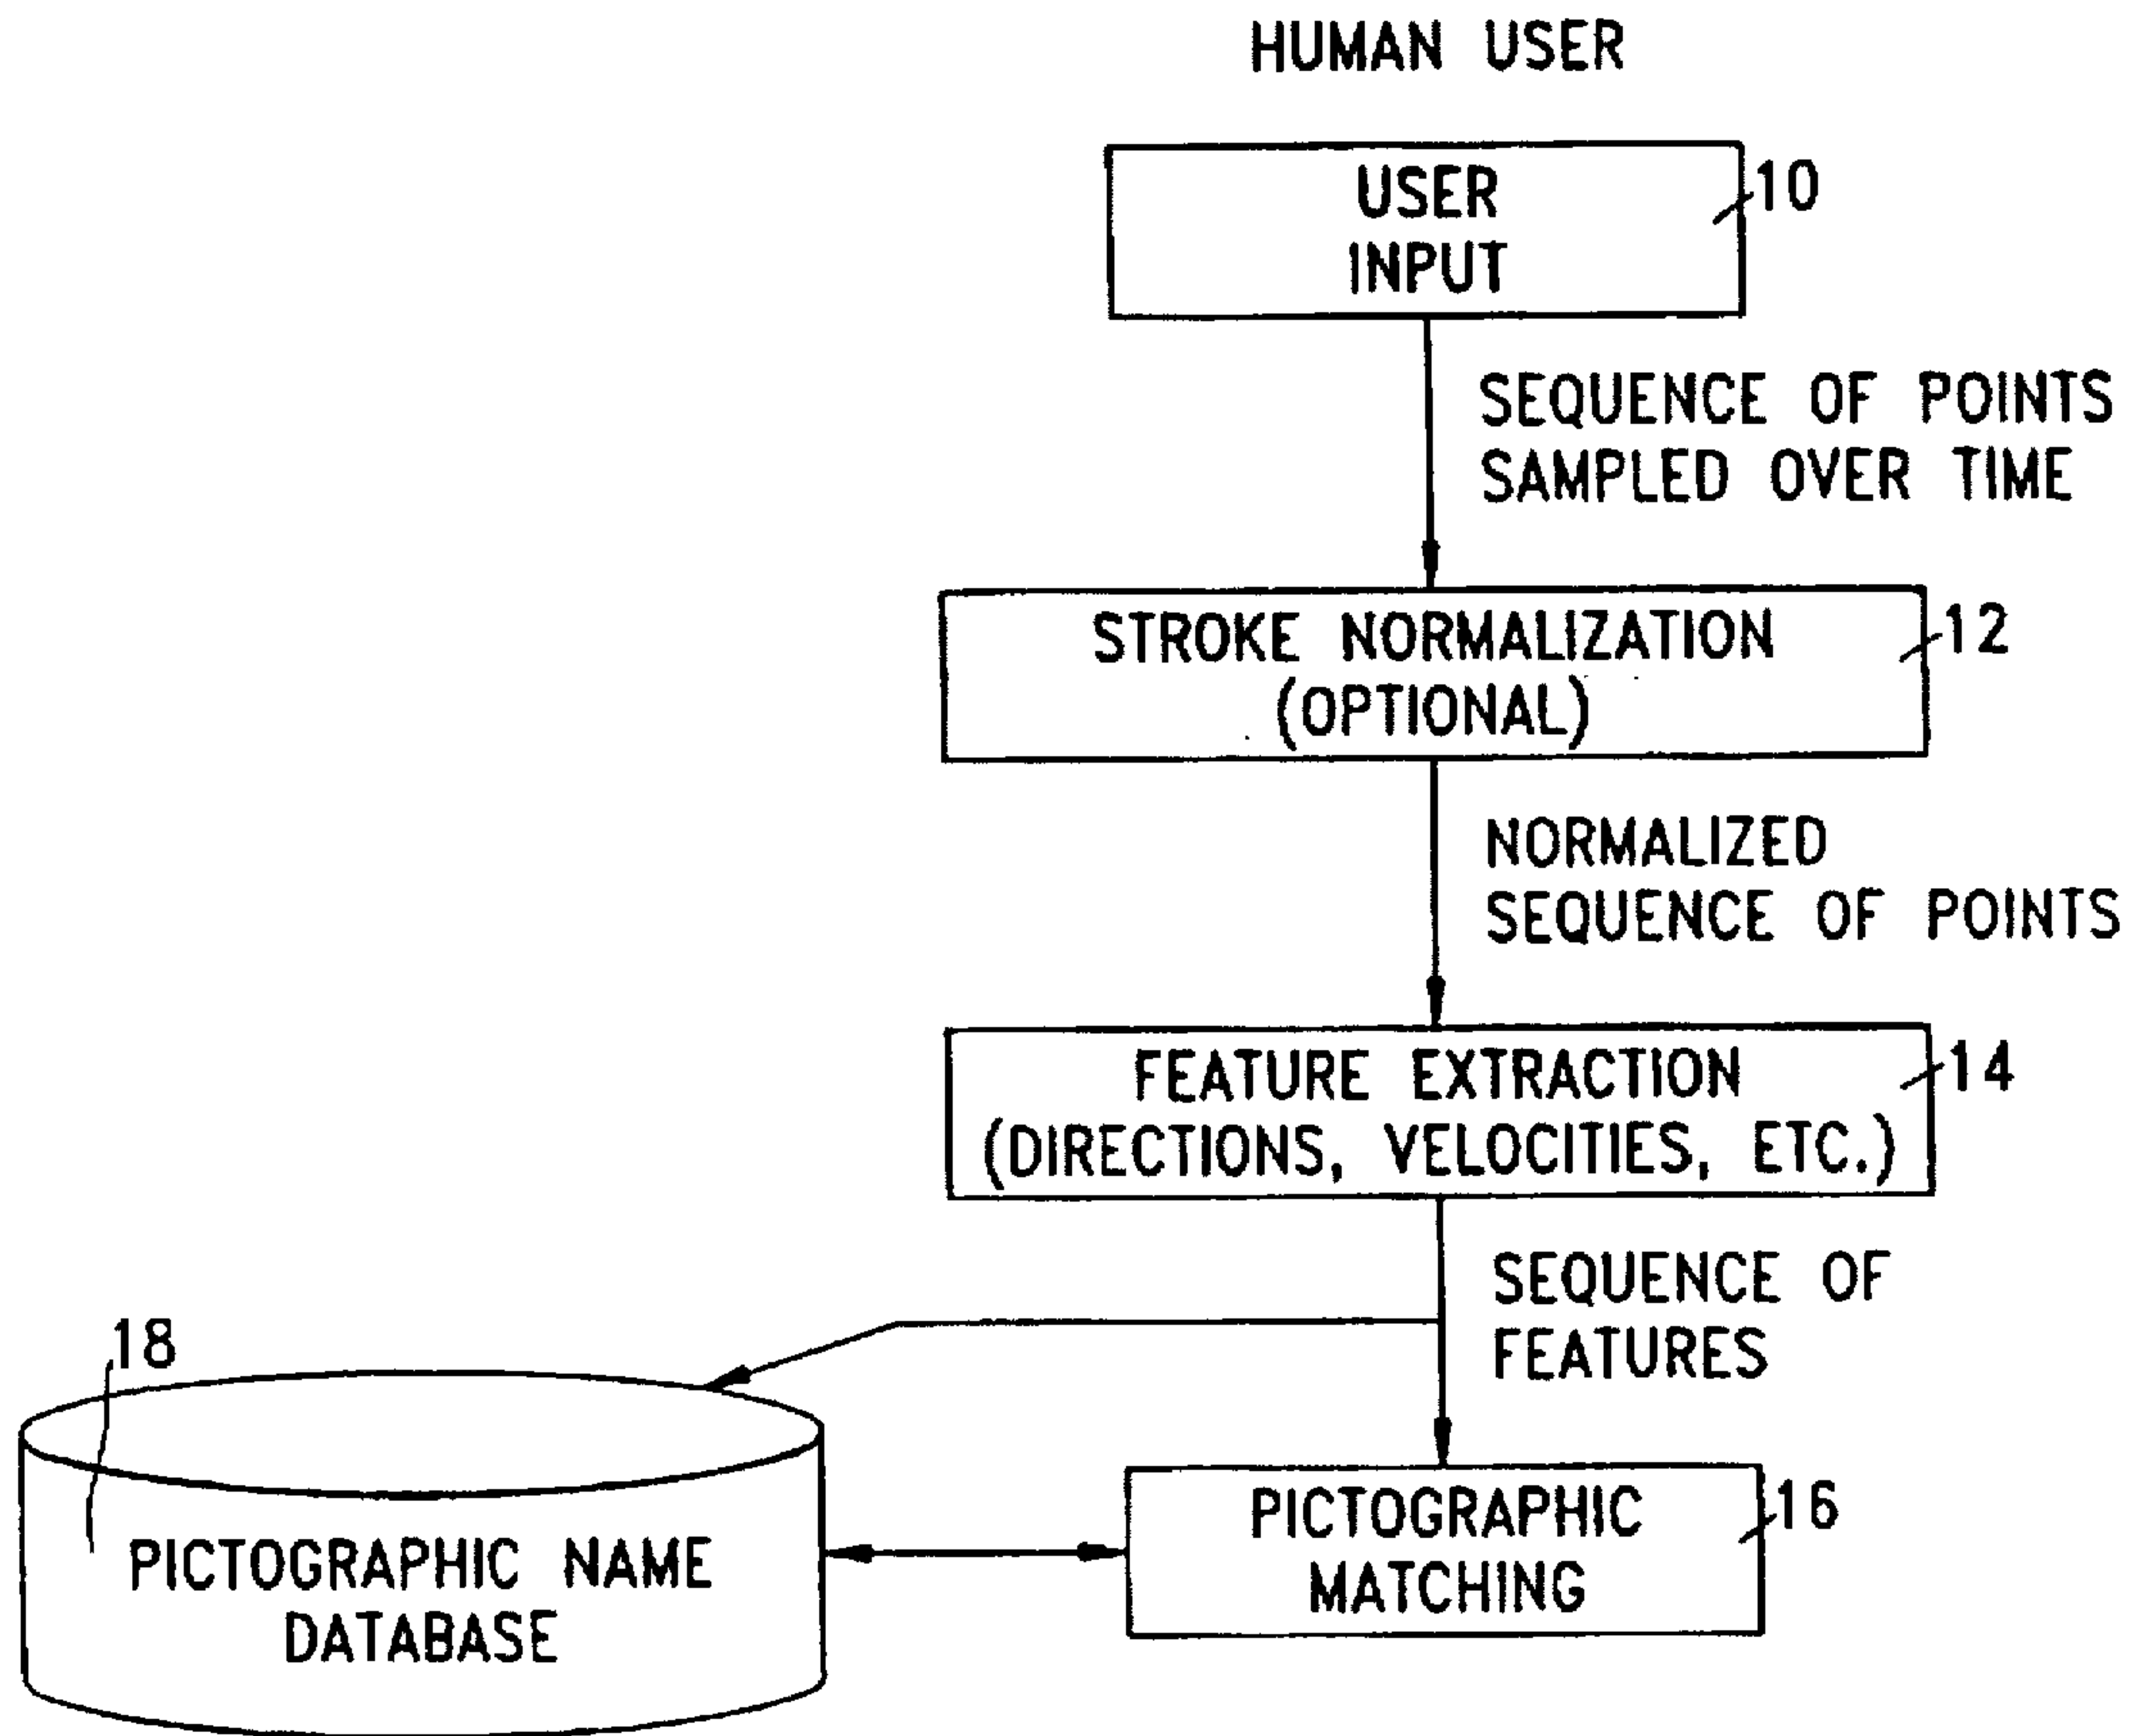 HUMAN USER
USER
INPUT
10
SEQUENCE OF POINTS
SAMPLED OVER TIME
STROKE NORMALIZATION
(OPTIONAL)
12
NORMALIZED
SEQUENCE OF POINTS
FEATURE EXTRACTION
(DIRECTIONS, VELOCITIES, ETC.)
14
SEQUENCE OF
FEATURES
18
PICTOGRAPHIC NAME
DATABASE
PICTOGRAPHIC
MATCHING
16